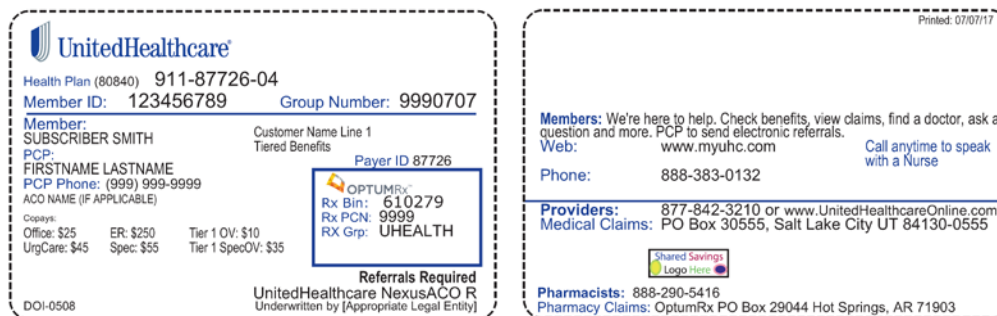 UnitedHealthcare®
Health Plan (80840) 911-87726-04
Member ID: 123456789 Group Number: 9990707
Member:
SUBSCRIBER SMITH
PCP:
FIRSTNAME LASTNAME
PCP Phone: (999) 999-9999
ACO NAME (IF APPLICABLE)
Customer Name Line 1
Tiered Benefits
Payer ID 87726
OPTUMRx™
Rx Bin: 610279
Rx PCN: 9999
RX Grp: UHEALTH
Copays:
Office: $25 ER: $250 Tier 1 OV: $10
UrgCare: $45 Spec: $55 Tier 1 SpecOV: $35
Referrals Required
UnitedHealthcare NexusACO R
DOI-0508 Underwritten by [Appropriate Legal Entity]
Printed: 07/07/17
Members: We're here to help. Check benefits, view claims, find a doctor, ask a
question and more. PCP to send electronic referrals.
Web: www.myuhc.com
Phone: 888-383-0132
Call anytime to speak
with a Nurse
Providers: 877-842-3210 or www.UnitedHealthcareOnline.com
Medical Claims: PO Box 30555, Salt Lake City UT 84130-0555
Shared Savings
Logo Here
Pharmacists: 888-290-5416
Pharmacy Claims: OptumRx PO Box 29044 Hot Springs, AR 71903